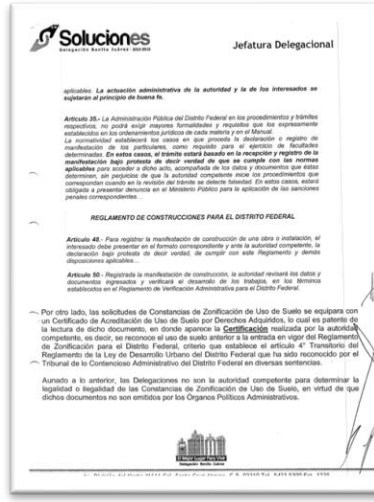 Soluciones
Delegación Benito Juárez
Jefatura Delegacional
aplicables. La actuación administrativa de la autoridad y la de los interesados se
sujetarán al principio de buena fe.
Artículo 35.- La Administración Pública del Distrito Federal en los procedimientos y trámites
respectivos, no podrá exigir mayores formalidades y requisitos que los expresamente
establecidos en los ordenamientos jurídicos de cada materia y en el Manual.
La normatividad establecerá los casos en que proceda la declaración o registro de
manifestación de los particulares, como requisito para el ejercicio de facultades
determinadas. En estos casos, el trámite estará basado en la recepción y registro de la
manifestación bajo protesta de decir verdad de que se cumple con las normas
aplicables para acceder a dicho acto, acompañada de los datos y documentos que éstas
determinen, sin perjuicio de que la autoridad competente inicie los procedimientos que
correspondan cuando en la revisión del trámite se detecte falsedad. En estos casos, estará
obligada a presentar denuncia en el Ministerio Público para la aplicación de las sanciones
penales correspondientes...
REGLAMENTO DE CONSTRUCCIONES PARA EL DISTRITO FEDERAL
Artículo 48.- Para registrar la manifestación de construcción de una obra o instalación, el
interesado debe presentar en el formato correspondiente y ante la autoridad competente, la
declaración bajo protesta de decir verdad, de cumplir con este Reglamento y demás
disposiciones aplicables...
Artículo 50.- Registrada la manifestación de construcción, la autoridad revisará los datos y
documentos ingresados y verificará el desarrollo de los trabajos, en los términos
establecidos en el Reglamento de Verificación Administrativa para el Distrito Federal.
Por otro lado, las solicitudes de Constancias de Zonificación de Uso de Suelo se equipara con
un Certificado de Acreditación de Uso de Suelo por Derechos Adquiridos, lo cual es patente de
la lectura de dicho documento, en donde aparece la Certificación realizada por la autoridad
competente, es decir, se reconoce el uso de suelo anterior a la entrada en vigor del Reglamento
de Zonificación para el Distrito Federal, criterio que establece el artículo 4° Transitorio del
Reglamento de la Ley de Desarrollo Urbano del Distrito Federal que ha sido reconocido por el
Tribunal de lo Contencioso Administrativo del Distrito Federal en diversas sentencias.
Aunado a lo anterior, las Delegaciones no son la autoridad competente para determinar la
legalidad o ilegalidad de las Constancias de Zonificación de Uso de Suelo, en virtud de que
dichos documentos no son emitidos por los Órganos Políticos Administrativos.
El Mejor Lugar Para Vivir
Delegación Benito Juárez